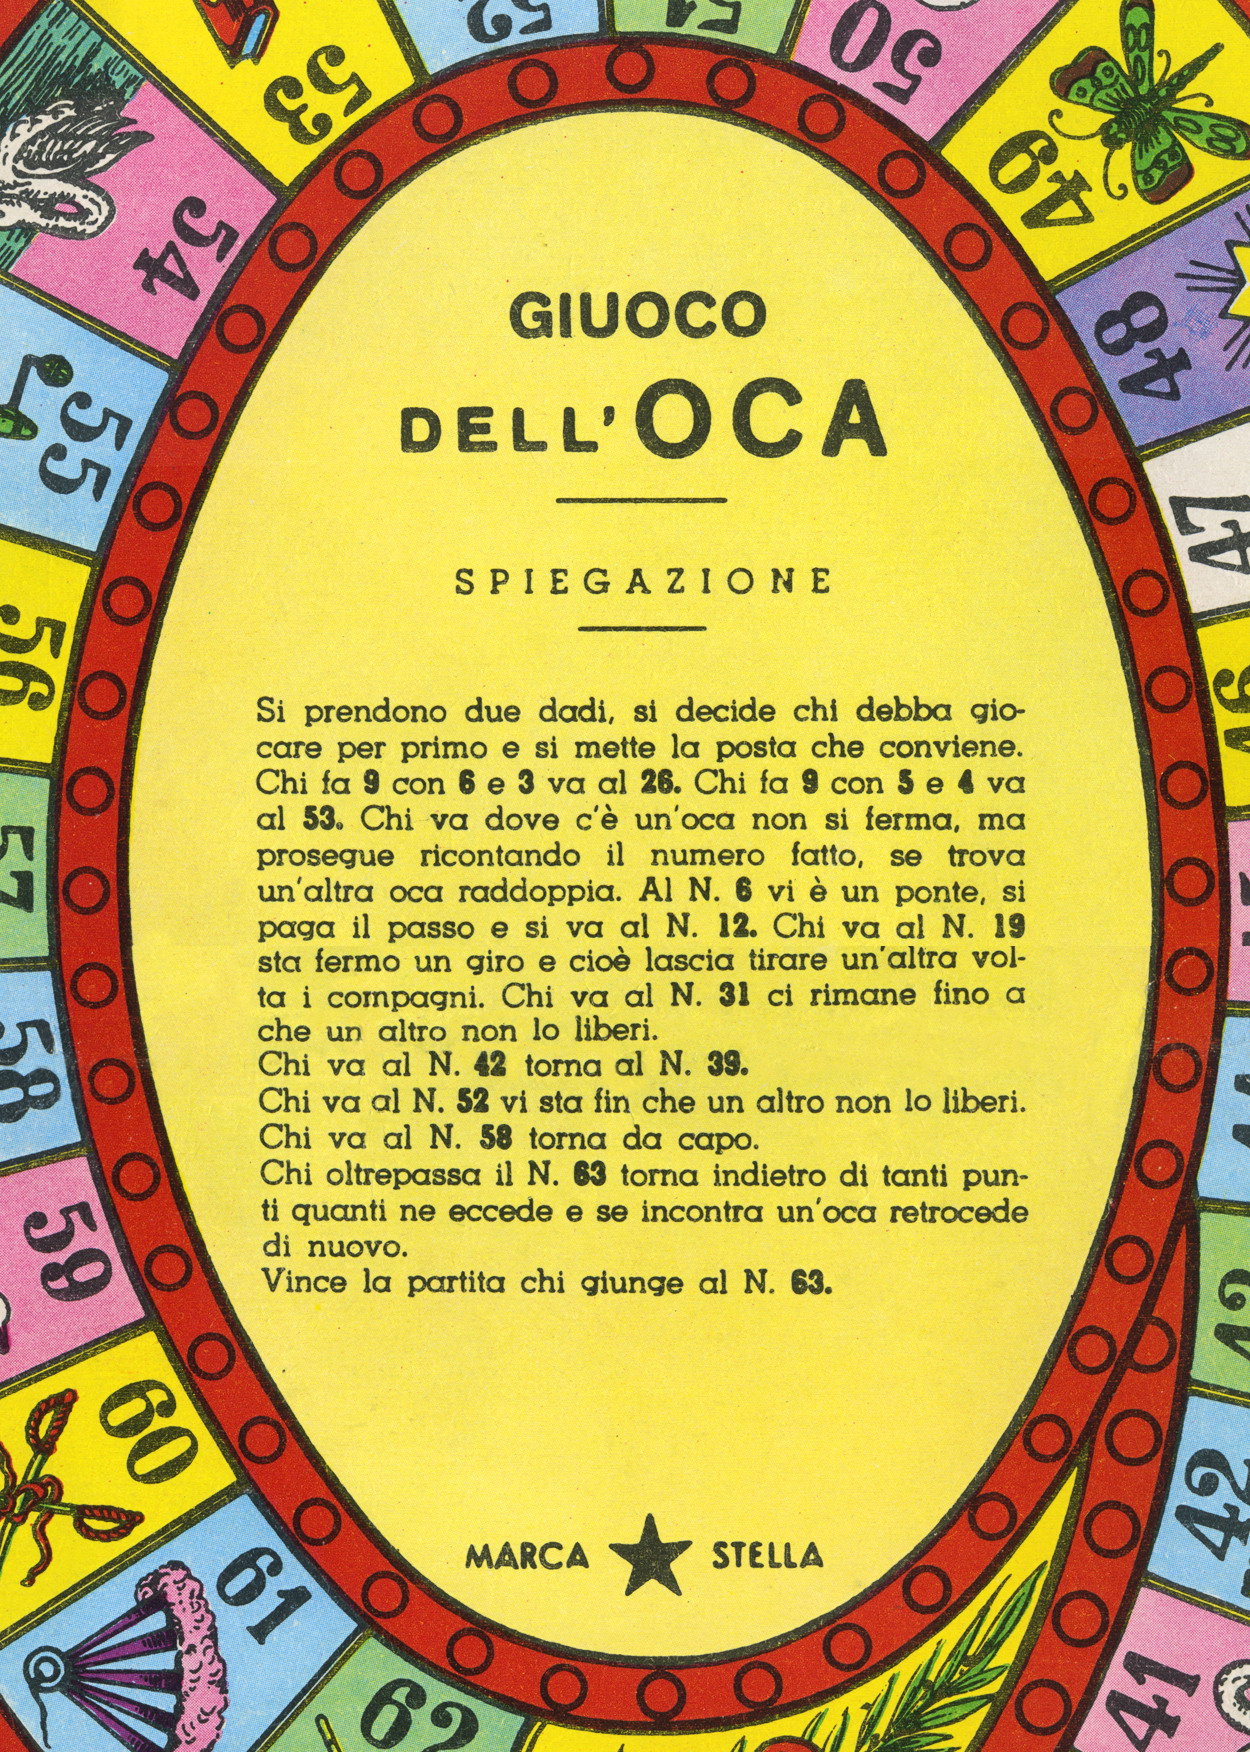 GIUOCO
DELL'OCA
SPIEGAZIONE
Si prendono due dadi, si decide chi debba gio-
care per primo e si mette la posta che conviene.
Chi fa 9 con 6 e 3 va al 26. Chi fa 9 con 5 e 4 va
al 53. Chi va dove c'è un'oca non si ferma, ma
prosegue ricontando il numero fatto, se trova
un'altra oca raddoppia. Al N. 6 vi è un ponte, si
paga il passo e si va al N. 12. Chi va al N. 19
sta fermo un giro e cioè lascia tirare un'altra vol-
ta i compagni. Chi va al N. 31 ci rimane fino a
che un altro non lo liberi.
Chi va al N. 42 torna al N. 39.
Chi va al N. 52 vi sta fin che un altro non lo liberi.
Chi va al N. 58 torna da capo.
Chi oltrepassa il N. 63 torna indietro di tanti pun-
ti quanti ne eccede e se incontra un'oca retrocede
di nuovo.
Vince la partita chi giunge al N. 63.
MARCA STELLA
41
42
43
46
47
48
49
50
51
52
53
54
55
56
57
58
59
60
61
62